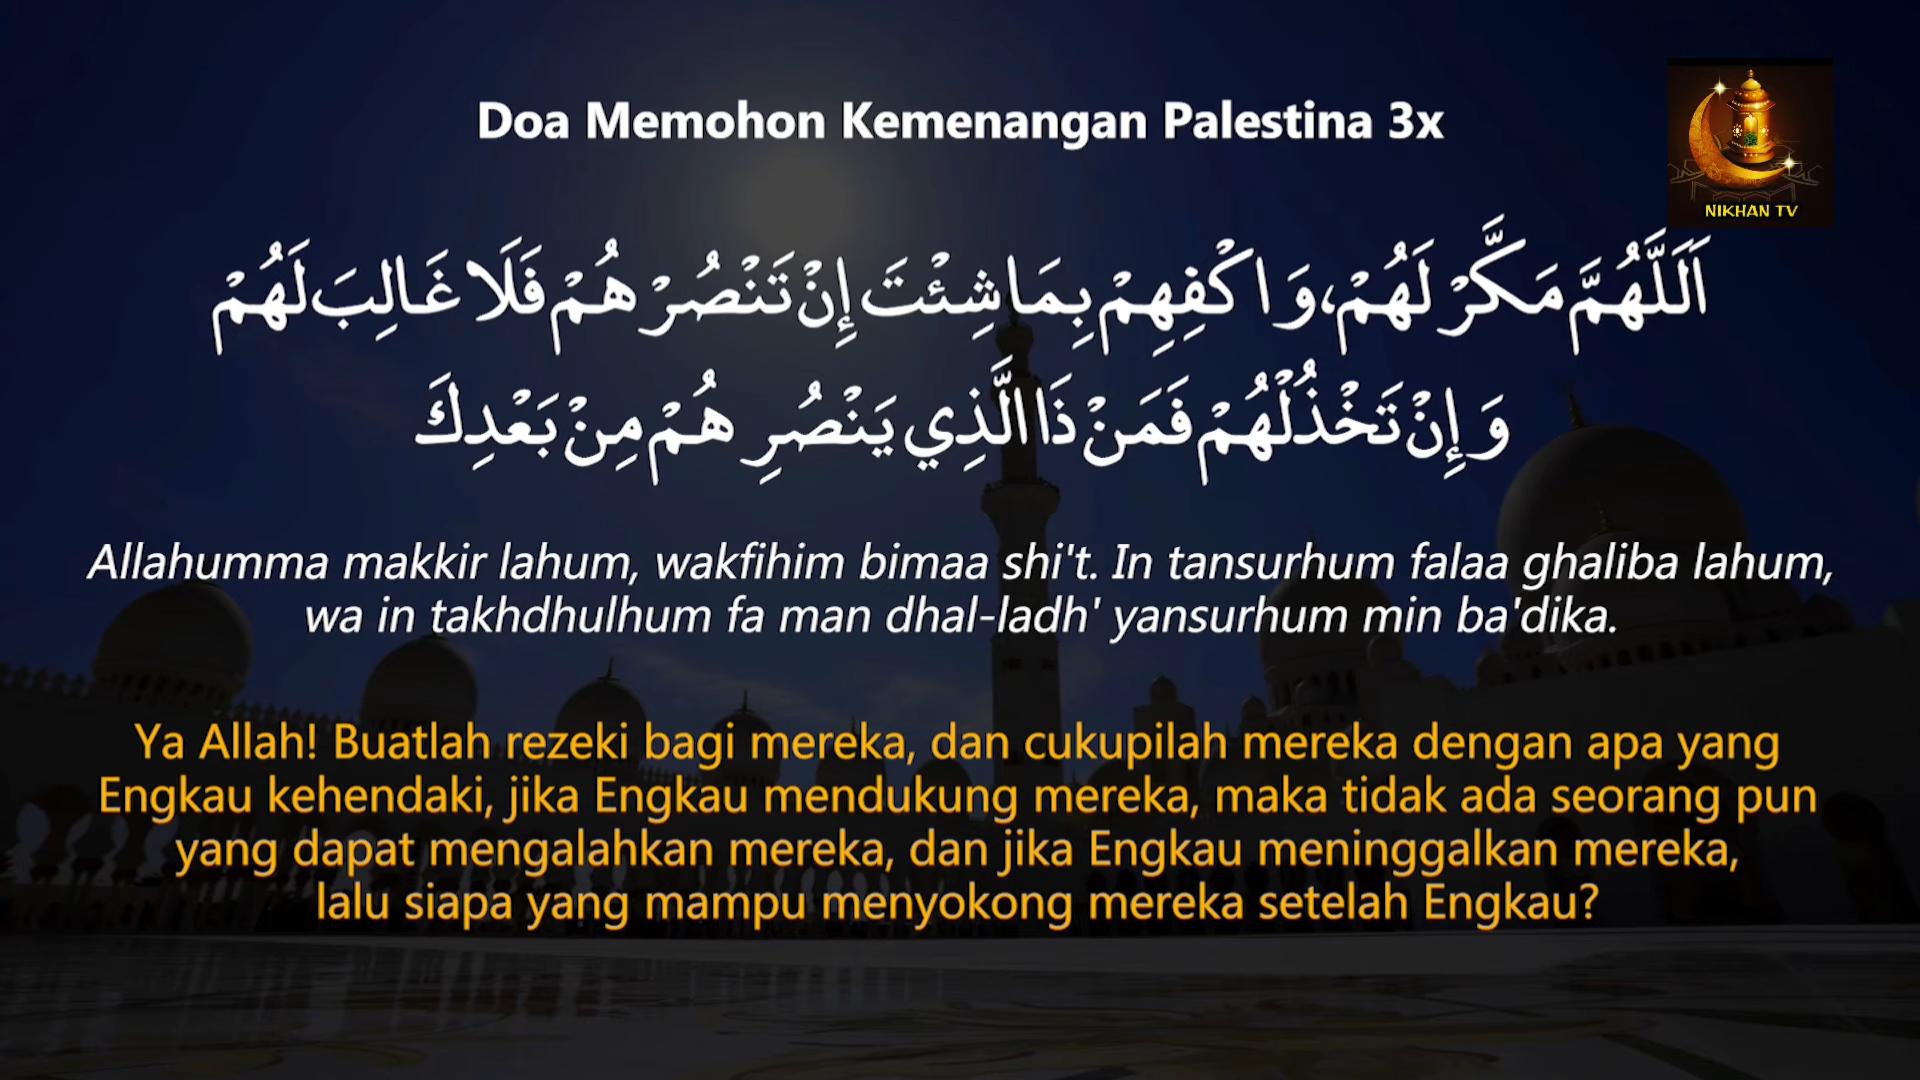 Doa Memohon Kemenangan Palestina 3x
NIKHAN TV
اَللَّهُمَّ مَكَّرْ لَهُمْ، وَاكْفِهِمْ بِمَا شِئْتَ إِنْ تَنْصُرْهُمْ فَلَا غَالِبَ لَهُمْ
وَإِنْ تَخْذُلْهُمْ فَمَنْ ذَا الَّذِي يَنْصُرِهُمْ مِنْ بَعْدِكَ
Allahumma makkir lahum, wakfihim bimaa shi't. In tansurhum falaa ghaliba lahum,
wa in takhdhulhum fa man dhal-ladh' yansurhum min ba'dika.
Ya Allah! Buatlah rezeki bagi mereka, dan cukupilah mereka dengan apa yang
Engkau kehendaki, jika Engkau mendukung mereka, maka tidak ada seorang pun
yang dapat mengalahkan mereka, dan jika Engkau meninggalkan mereka,
lalu siapa yang mampu menyokong mereka setelah Engkau?